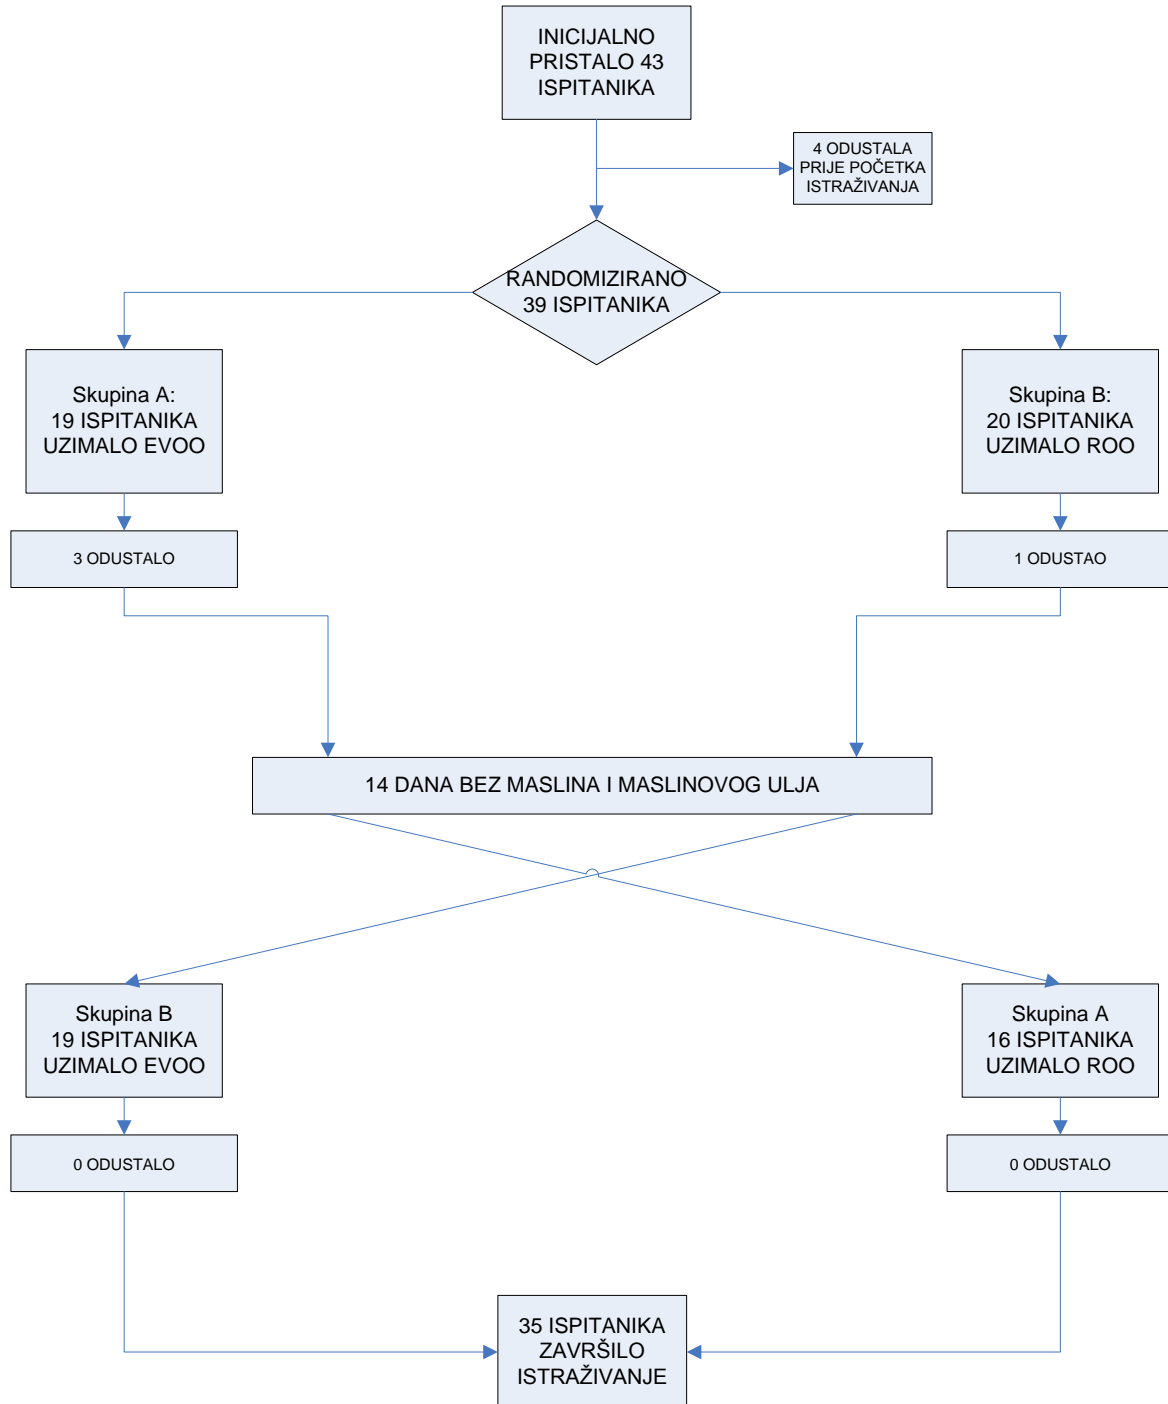 INICIJALNO
PRISTALO 43
ISPITANIKA
4 ODUSTALA
PRIJE POČETKA
ISTRAŽIVANJA
RANDOMIZIRANO
39 ISPITANIKA
Skupina A:
19 ISPITANIKA
UZIMALO EVOO
Skupina B:
20 ISPITANIKA
UZIMALO ROO
3 ODUSTALO
1 ODUSTAO
14 DANA BEZ MASLINA I MASLINOVOG ULJA
Skupina B
19 ISPITANIKA
UZIMALO EVOO
Skupina A
16 ISPITANIKA
UZIMALO ROO
0 ODUSTALO
0 ODUSTALO
35 ISPITANIKA
ZAVRŠILO
ISTRAŽIVANJE